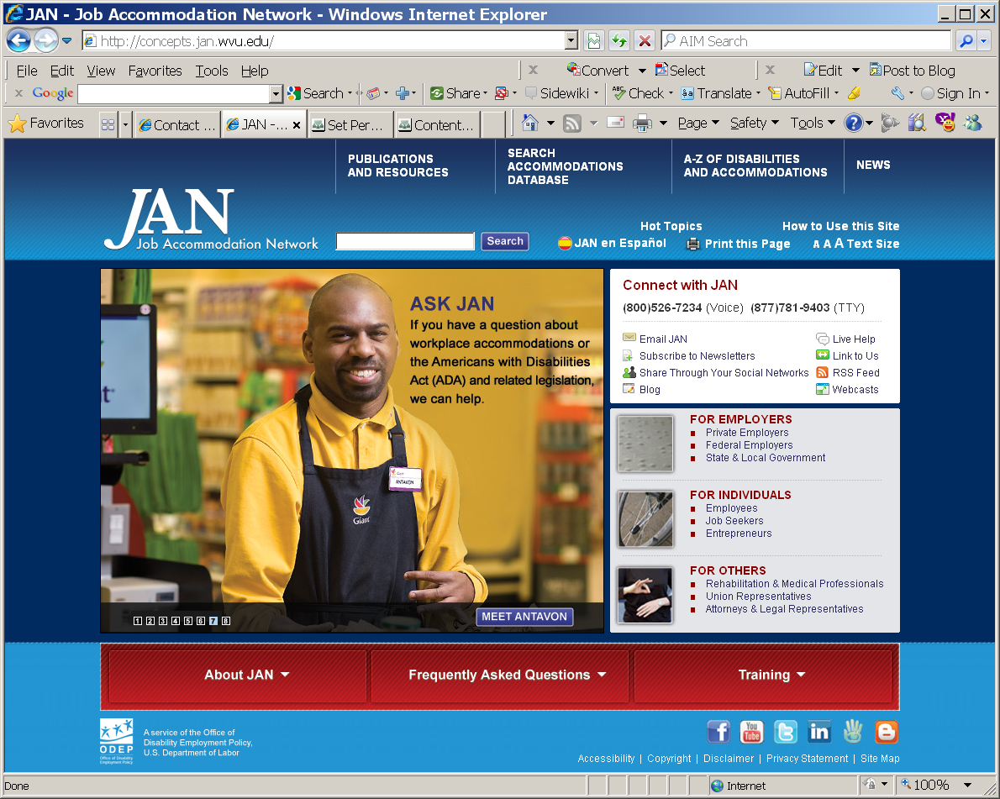 JAN - Job Accommodation Network - Windows Internet Explorer
http://concepts.jan.wvu.edu/
AIM Search
File Edit View Favorites Tools Help
x Convert Select x Edit Post to Blog
x Google Search Share Sidewiki Check Translate AutoFill Sign In
Favorites Contact ... JAN -... x Set Per... Content... Page Safety Tools
PUBLICATIONS
AND RESOURCES
SEARCH
ACCOMMODATIONS
DATABASE
A-Z OF DISABILITIES
AND ACCOMMODATIONS
NEWS
JAN
Job Accommodation Network
Search
Hot Topics How to Use this Site
JAN en Español Print this Page A A A Text Size
ASK JAN
If you have a question about
workplace accommodations or
the Americans with Disabilities
Act (ADA) and related legislation,
we can help.
Giant
ANTAVON
Giant
1 2 3 4 5 6 7 8
MEET ANTAVON
Connect with JAN
(800)526-7234 (Voice) (877)781-9403 (TTY)
Email JAN Live Help
Subscribe to Newsletters Link to Us
Share Through Your Social Networks RSS Feed
Blog Webcasts
FOR EMPLOYERS
Private Employers
Federal Employers
State & Local Government
FOR INDIVIDUALS
Employees
Job Seekers
Entrepreneurs
FOR OTHERS
Rehabilitation & Medical Professionals
Union Representatives
Attorneys & Legal Representatives
About JAN Frequently Asked Questions Training
ODEP
Office of Disability
Employment Policy
A service of the Office of
Disability Employment Policy,
U.S. Department of Labor
You
Tube
Accessibility | Copyright | Disclaimer | Privacy Statement | Site Map
Done Internet 100%